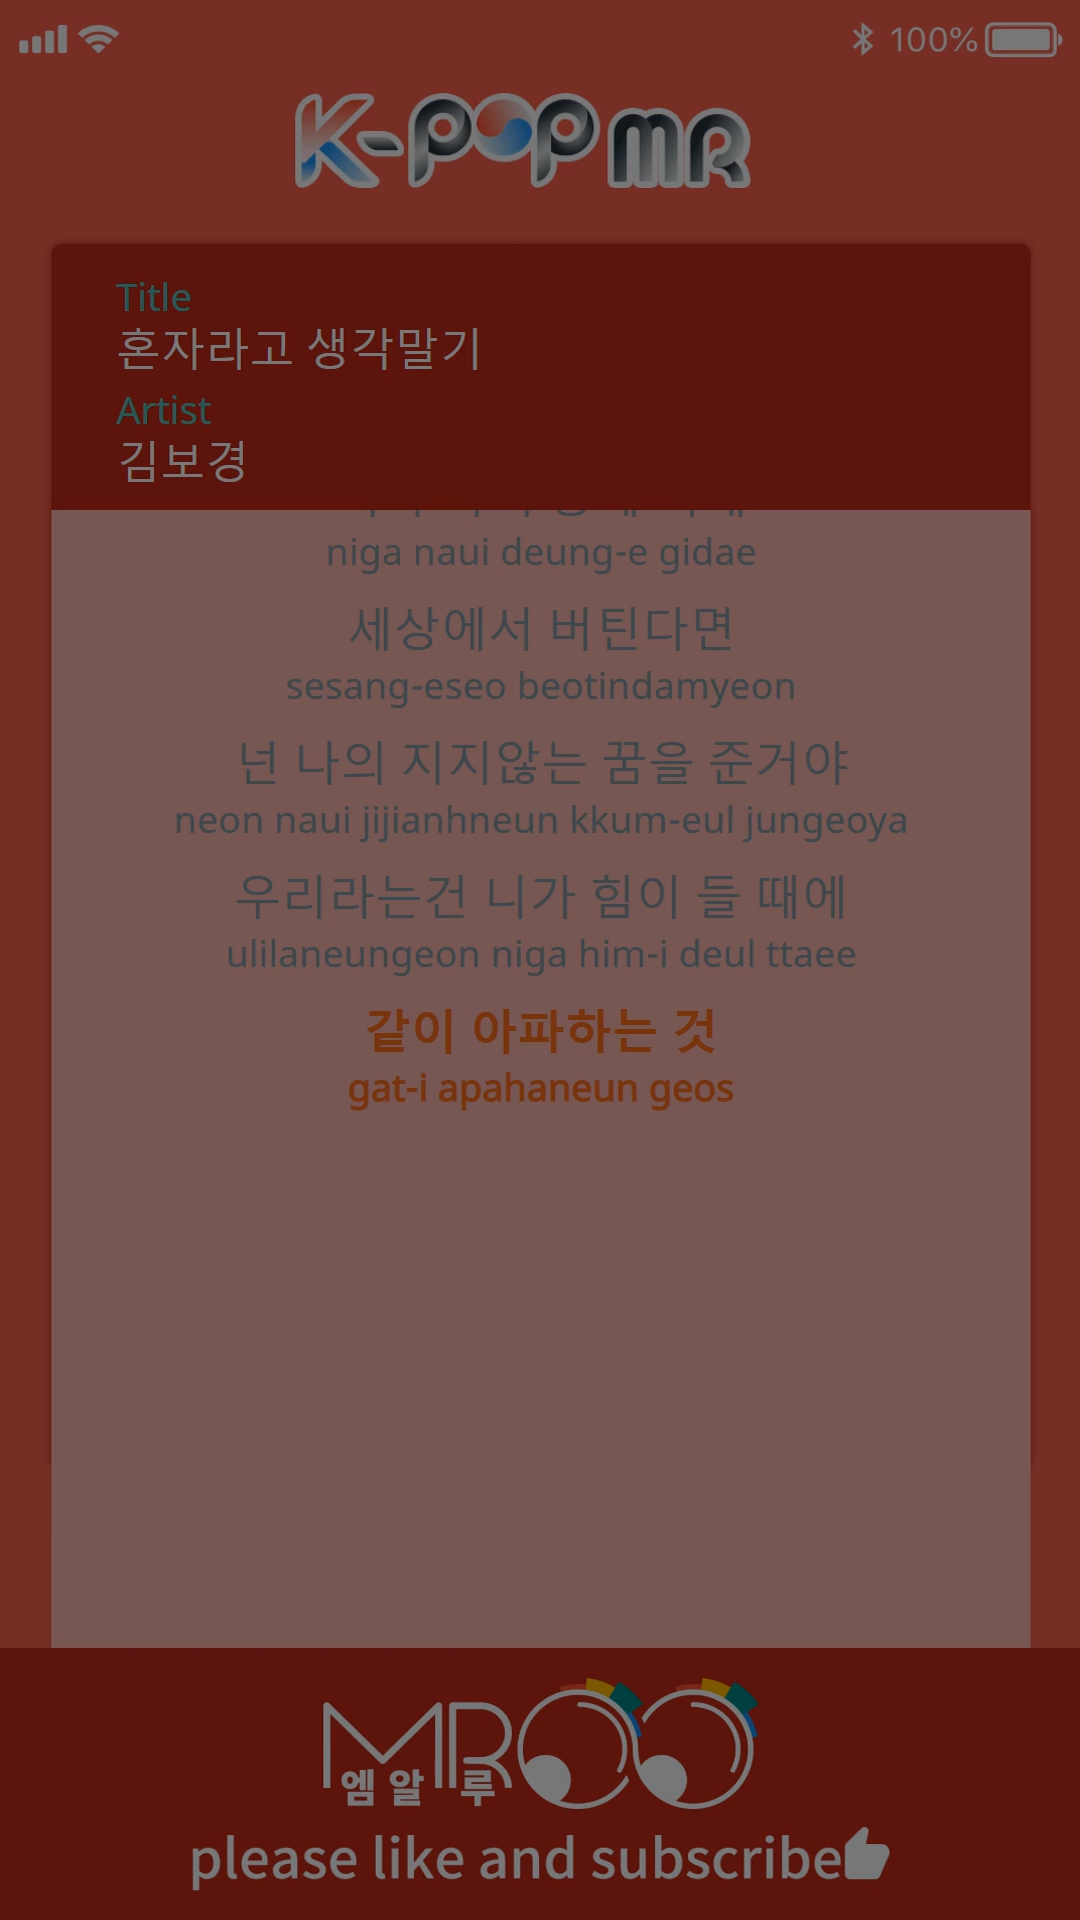 100%
K-POP MR
Title
혼자라고 생각말기
Artist
김보경
niga naui deung-e gidae
세상에서 버틴다면
sesang-eseo beotindamyeon
넌 나의 지지않는 꿈을 준거야
neon naui jijianhneun kkum-eul jungeoya
우리라는건 니가 힘이 들 때에
ulilaneungeon niga him-i deul ttaee
같이 아파하는 것
gat-i apahaneun geos
MROO
엠알루
please like and subscribe